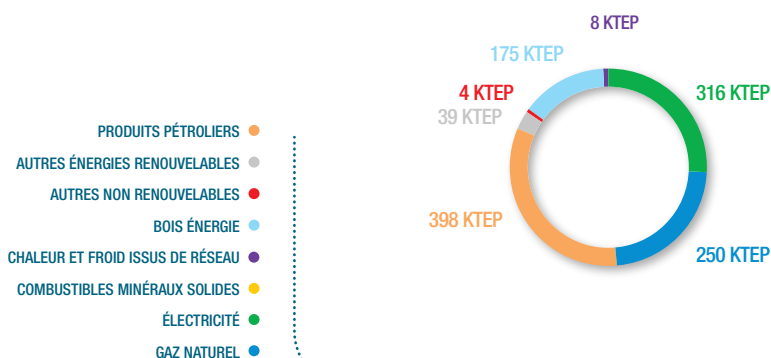 8 KTEP
175 KTEP
4 KTEP
316 KTEP
39 KTEP
398 KTEP
250 KTEP
PRODUITS PÉTROLIERS
AUTRES ÉNERGIES RENOUVELABLES
AUTRES NON RENOUVELABLES
BOIS ÉNERGIE
CHALEUR ET FROID ISSUS DE RÉSEAU
COMBUSTIBLES MINÉRAUX SOLIDES
ÉLECTRICITÉ
GAZ NATUREL